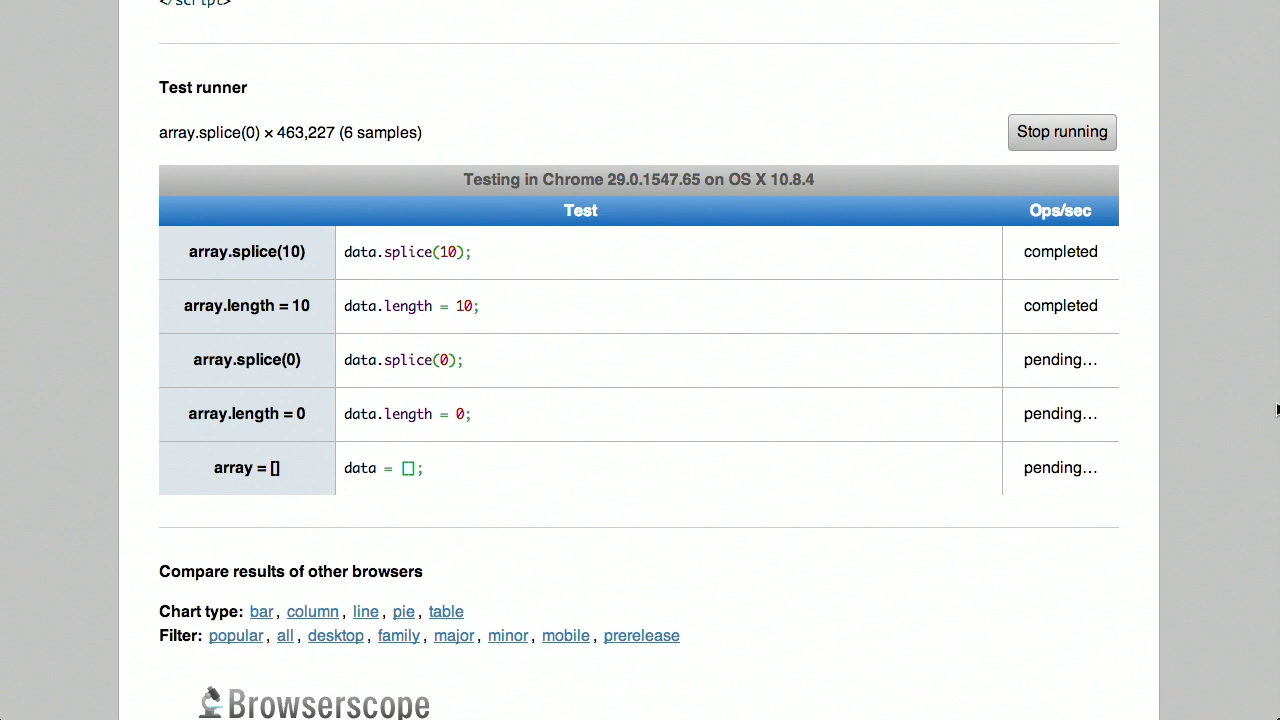 </script>
Test runner
array.splice(0) × 463,227 (6 samples)
Stop running
Testing in Chrome 29.0.1547.65 on OS X 10.8.4
Test Ops/sec
array.splice(10) data.splice(10); completed
array.length = 10 data.length = 10; completed
array.splice(0) data.splice(0); pending…
array.length = 0 data.length = 0; pending…
array = [] data = []; pending…
Compare results of other browsers
Chart type: bar, column, line, pie, table
Filter: popular, all, desktop, family, major, minor, mobile, prerelease
Browserscope